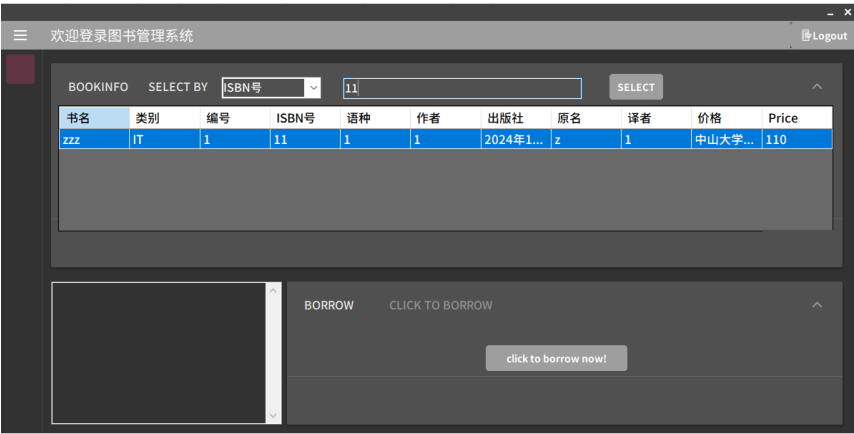 欢迎登录图书管理系统 Logout
BOOKINFO SELECT BY ISBN号 11 SELECT
书名 类别 编号 ISBN号 语种 作者 出版社 原名 译者 价格 Price
zzz IT 1 11 1 1 2024年1... z 1 中山大学... 110
BORROW CLICK TO BORROW
click to borrow now!